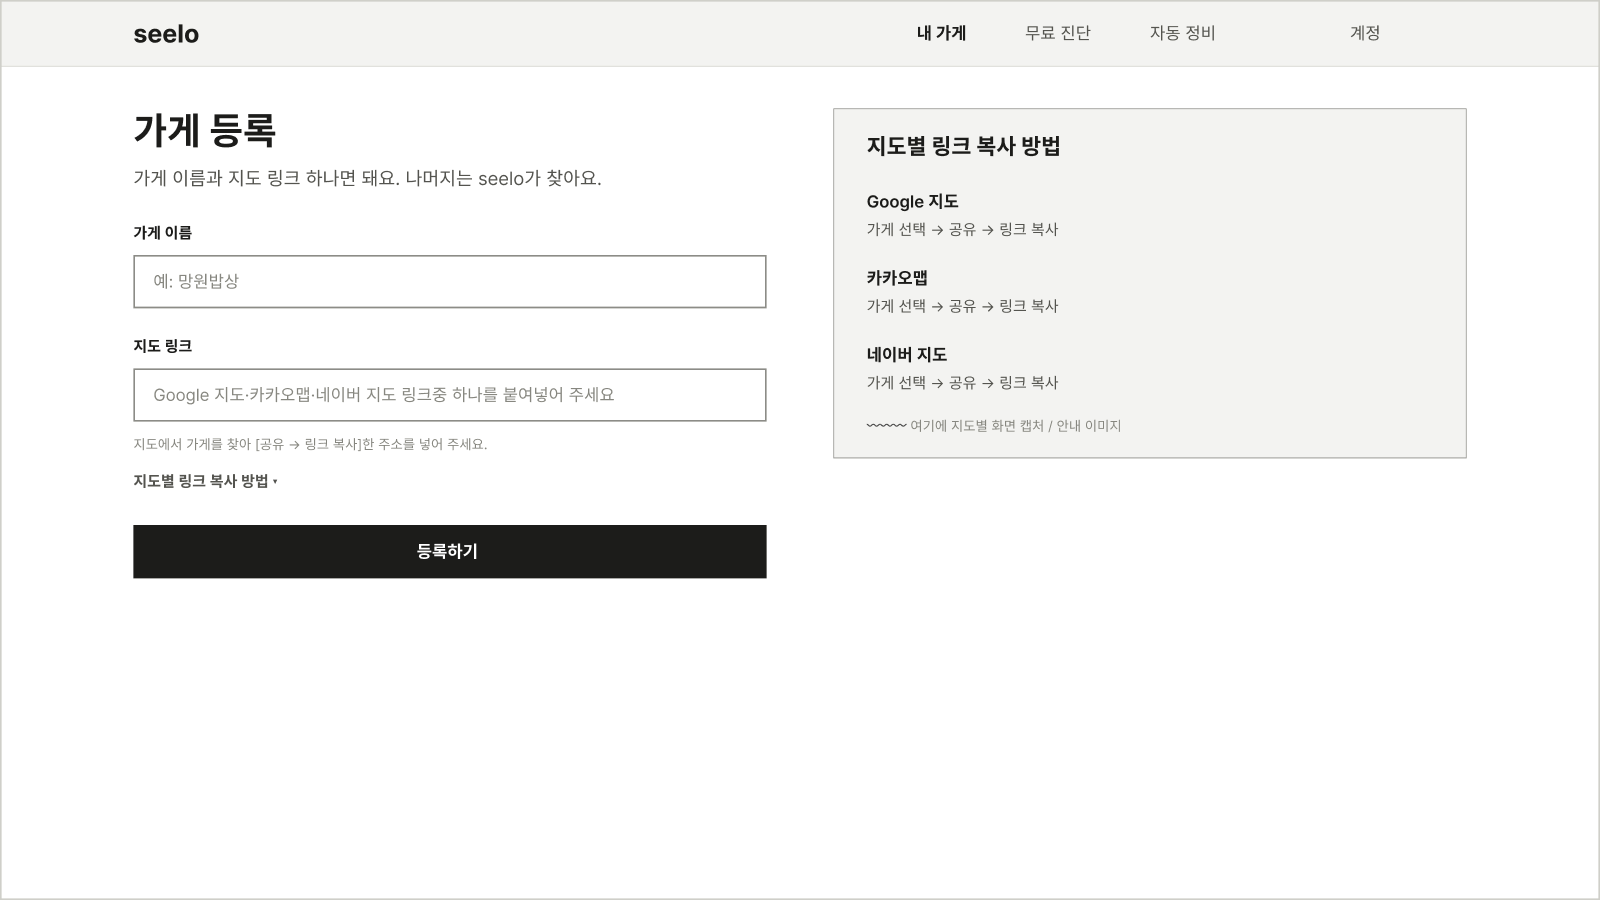 seelo
내 가게
무료 진단
자동 정비
계정
가게 등록
가게 이름과 지도 링크 하나면 돼요. 나머지는 seelo가 찾아요.
가게 이름
예: 망원밥상
지도 링크
Google 지도·카카오맵·네이버 지도 링크중 하나를 붙여넣어 주세요
지도에서 가게를 찾아 [공유 → 링크 복사]한 주소를 넣어 주세요.
지도별 링크 복사 방법 ▾
등록하기
지도별 링크 복사 방법
Google 지도
가게 선택 → 공유 → 링크 복사
카카오맵
가게 선택 → 공유 → 링크 복사
네이버 지도
가게 선택 → 공유 → 링크 복사
여기에 지도별 화면 캡처 / 안내 이미지